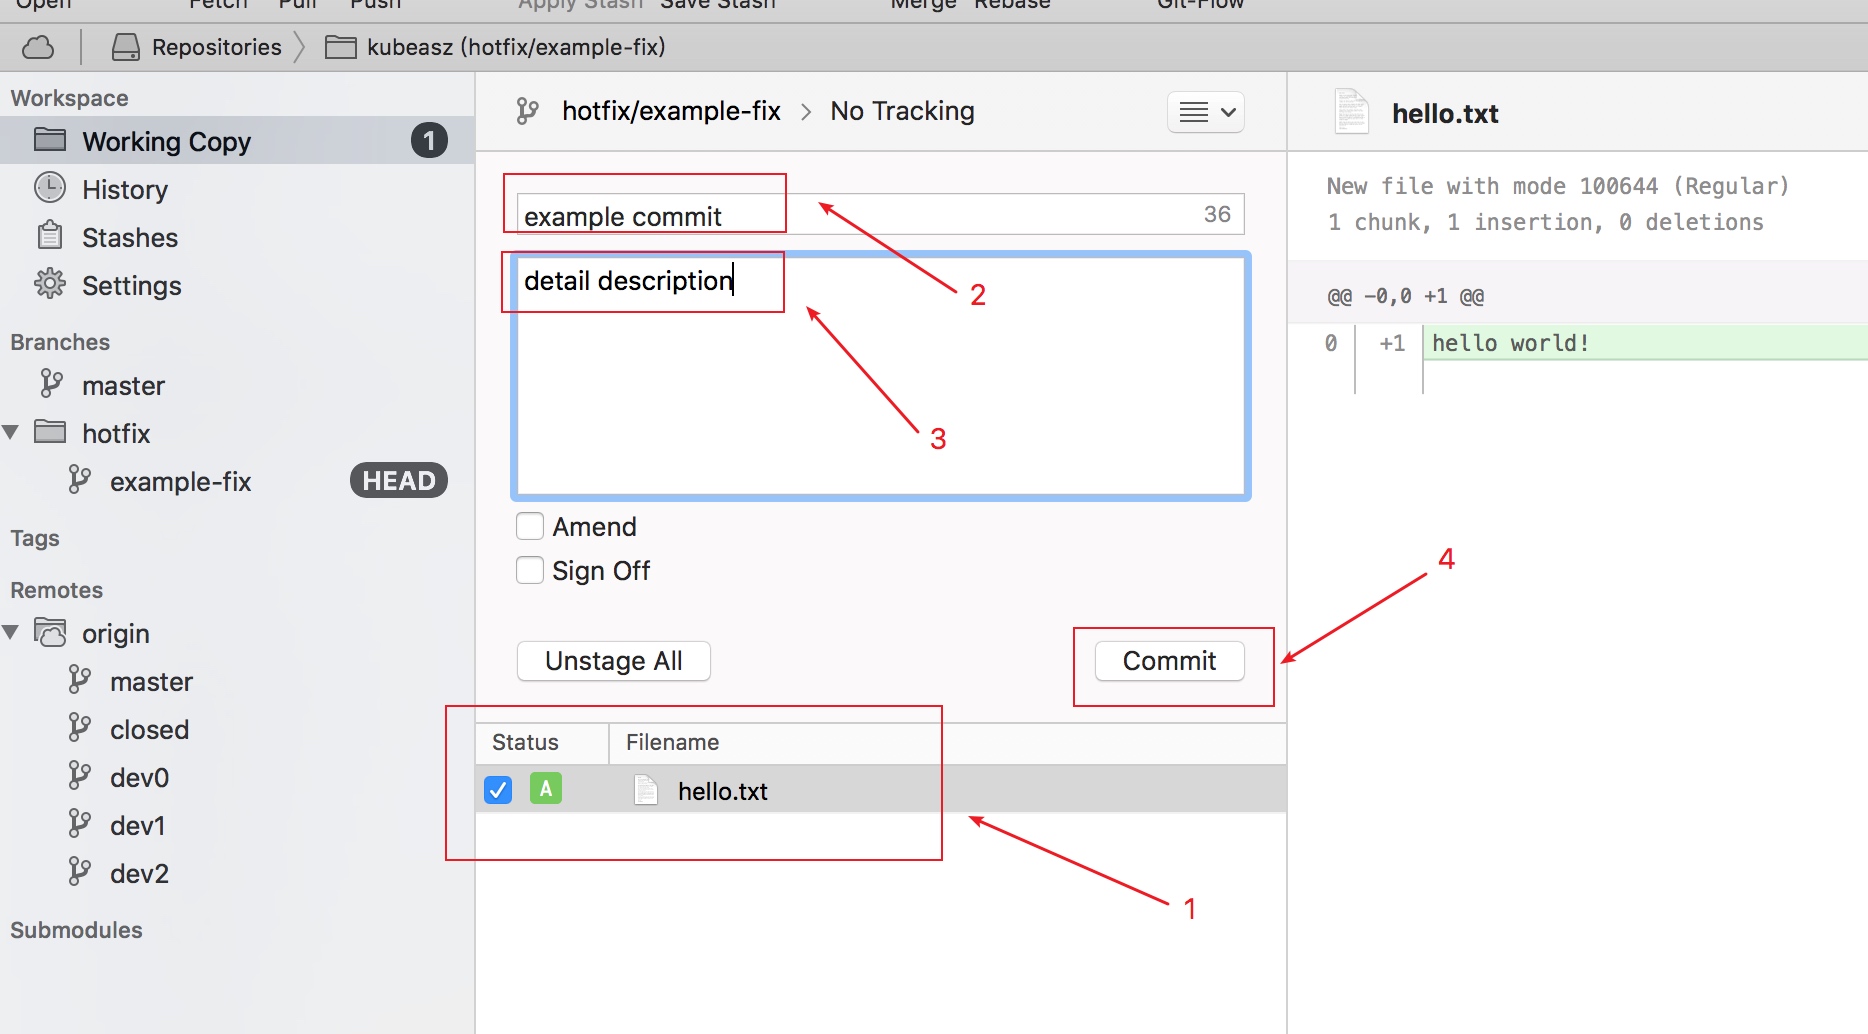 Open Fetch Pull Push Apply Stash Save Stash Merge Rebase Git-Flow
Repositories kubeasz (hotfix/example-fix)
Workspace
Working Copy 1
History
Stashes
Settings
Branches
master
hotfix
example-fix HEAD
Tags
Remotes
origin
master
closed
dev0
dev1
dev2
Submodules
hotfix/example-fix No Tracking
example commit 36
2
detail description
3
Amend
Sign Off
4
Unstage All Commit
Status Filename
A hello.txt
1
hello.txt
New file with mode 100644 (Regular)
1 chunk, 1 insertion, 0 deletions
@@ -0,0 +1 @@
0 +1 hello world!